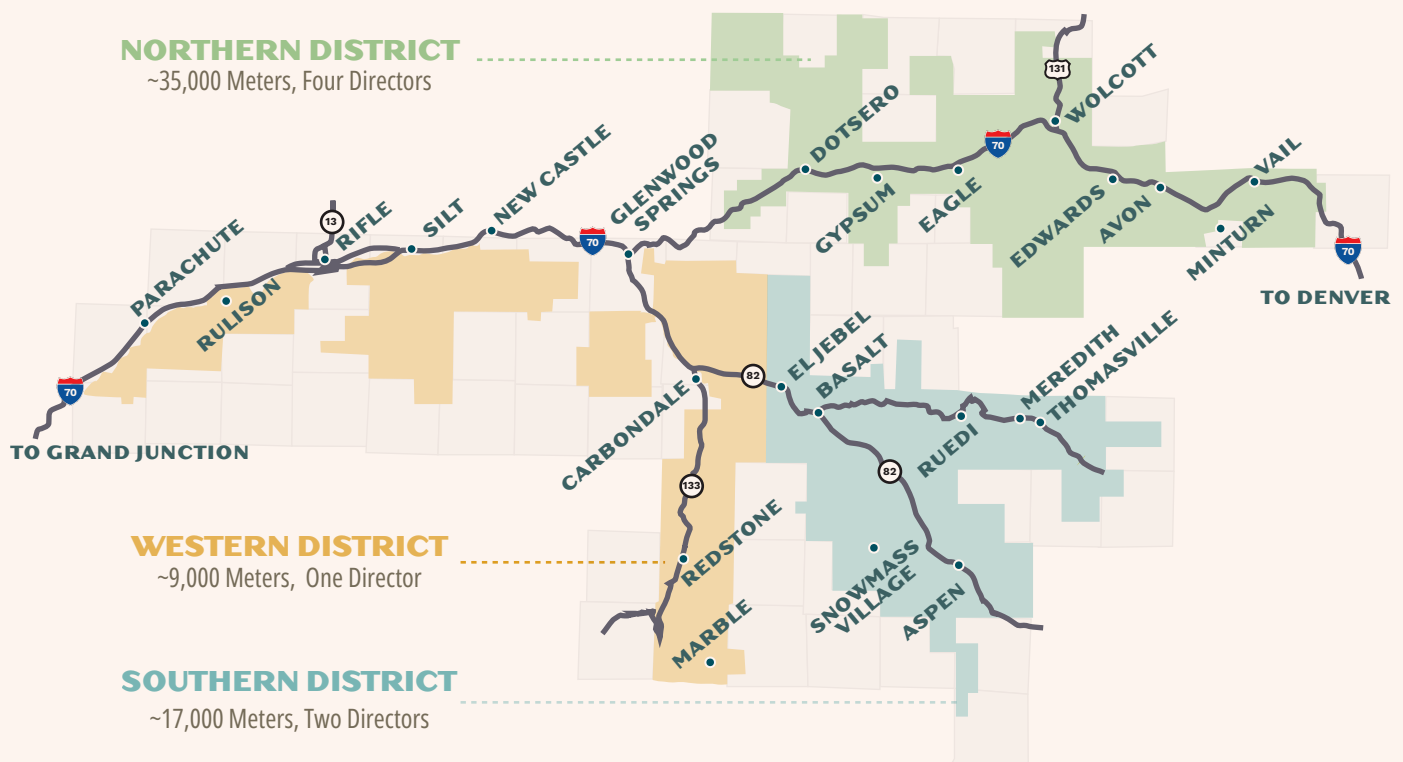 NORTHERN DISTRICT
~35,000 Meters, Four Directors
131
WOLCOTT
DOTSERO
70
VAIL
GYPSUM
EAGLE
EDWARDS
AVON
MINTURN
70
TO DENVER
NEW CASTLE
GLENWOOD
SPRINGS
13
RIFLE
SILT
70
PARACHUTE
RULISON
70
TO GRAND JUNCTION
82
EL JEBEL
BASALT
MEREDITH
THOMASVILLE
CARBONDALE
RUEDI
82
133
WESTERN DISTRICT
~9,000 Meters,  One Director
REDSTONE
SNOWMASS
VILLAGE
ASPEN
MARBLE
SOUTHERN DISTRICT
~17,000 Meters, Two Directors